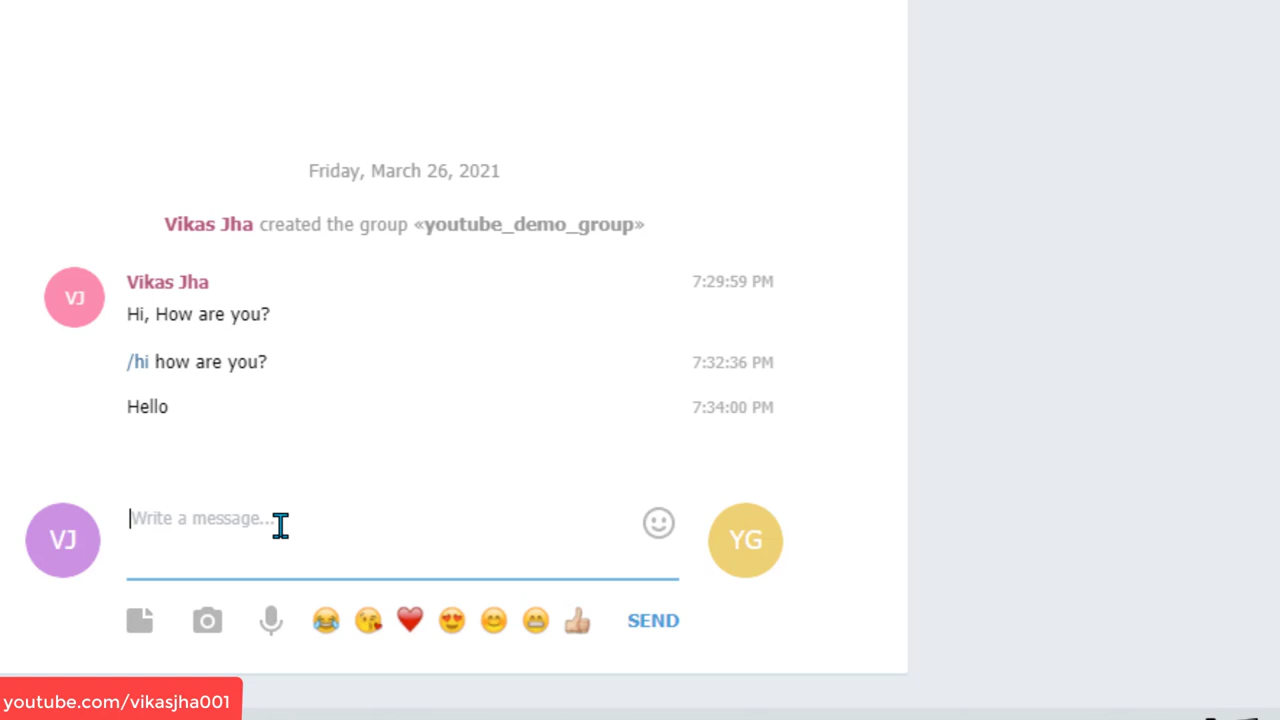 Friday, March 26, 2021
Vikas Jha created the group «youtube_demo_group»
VJ Vikas Jha 7:29:59 PM
Hi, How are you?
/hi how are you? 7:32:36 PM
Hello 7:34:00 PM
VJ Write a message... YG
SEND
youtube.com/vikasjha001